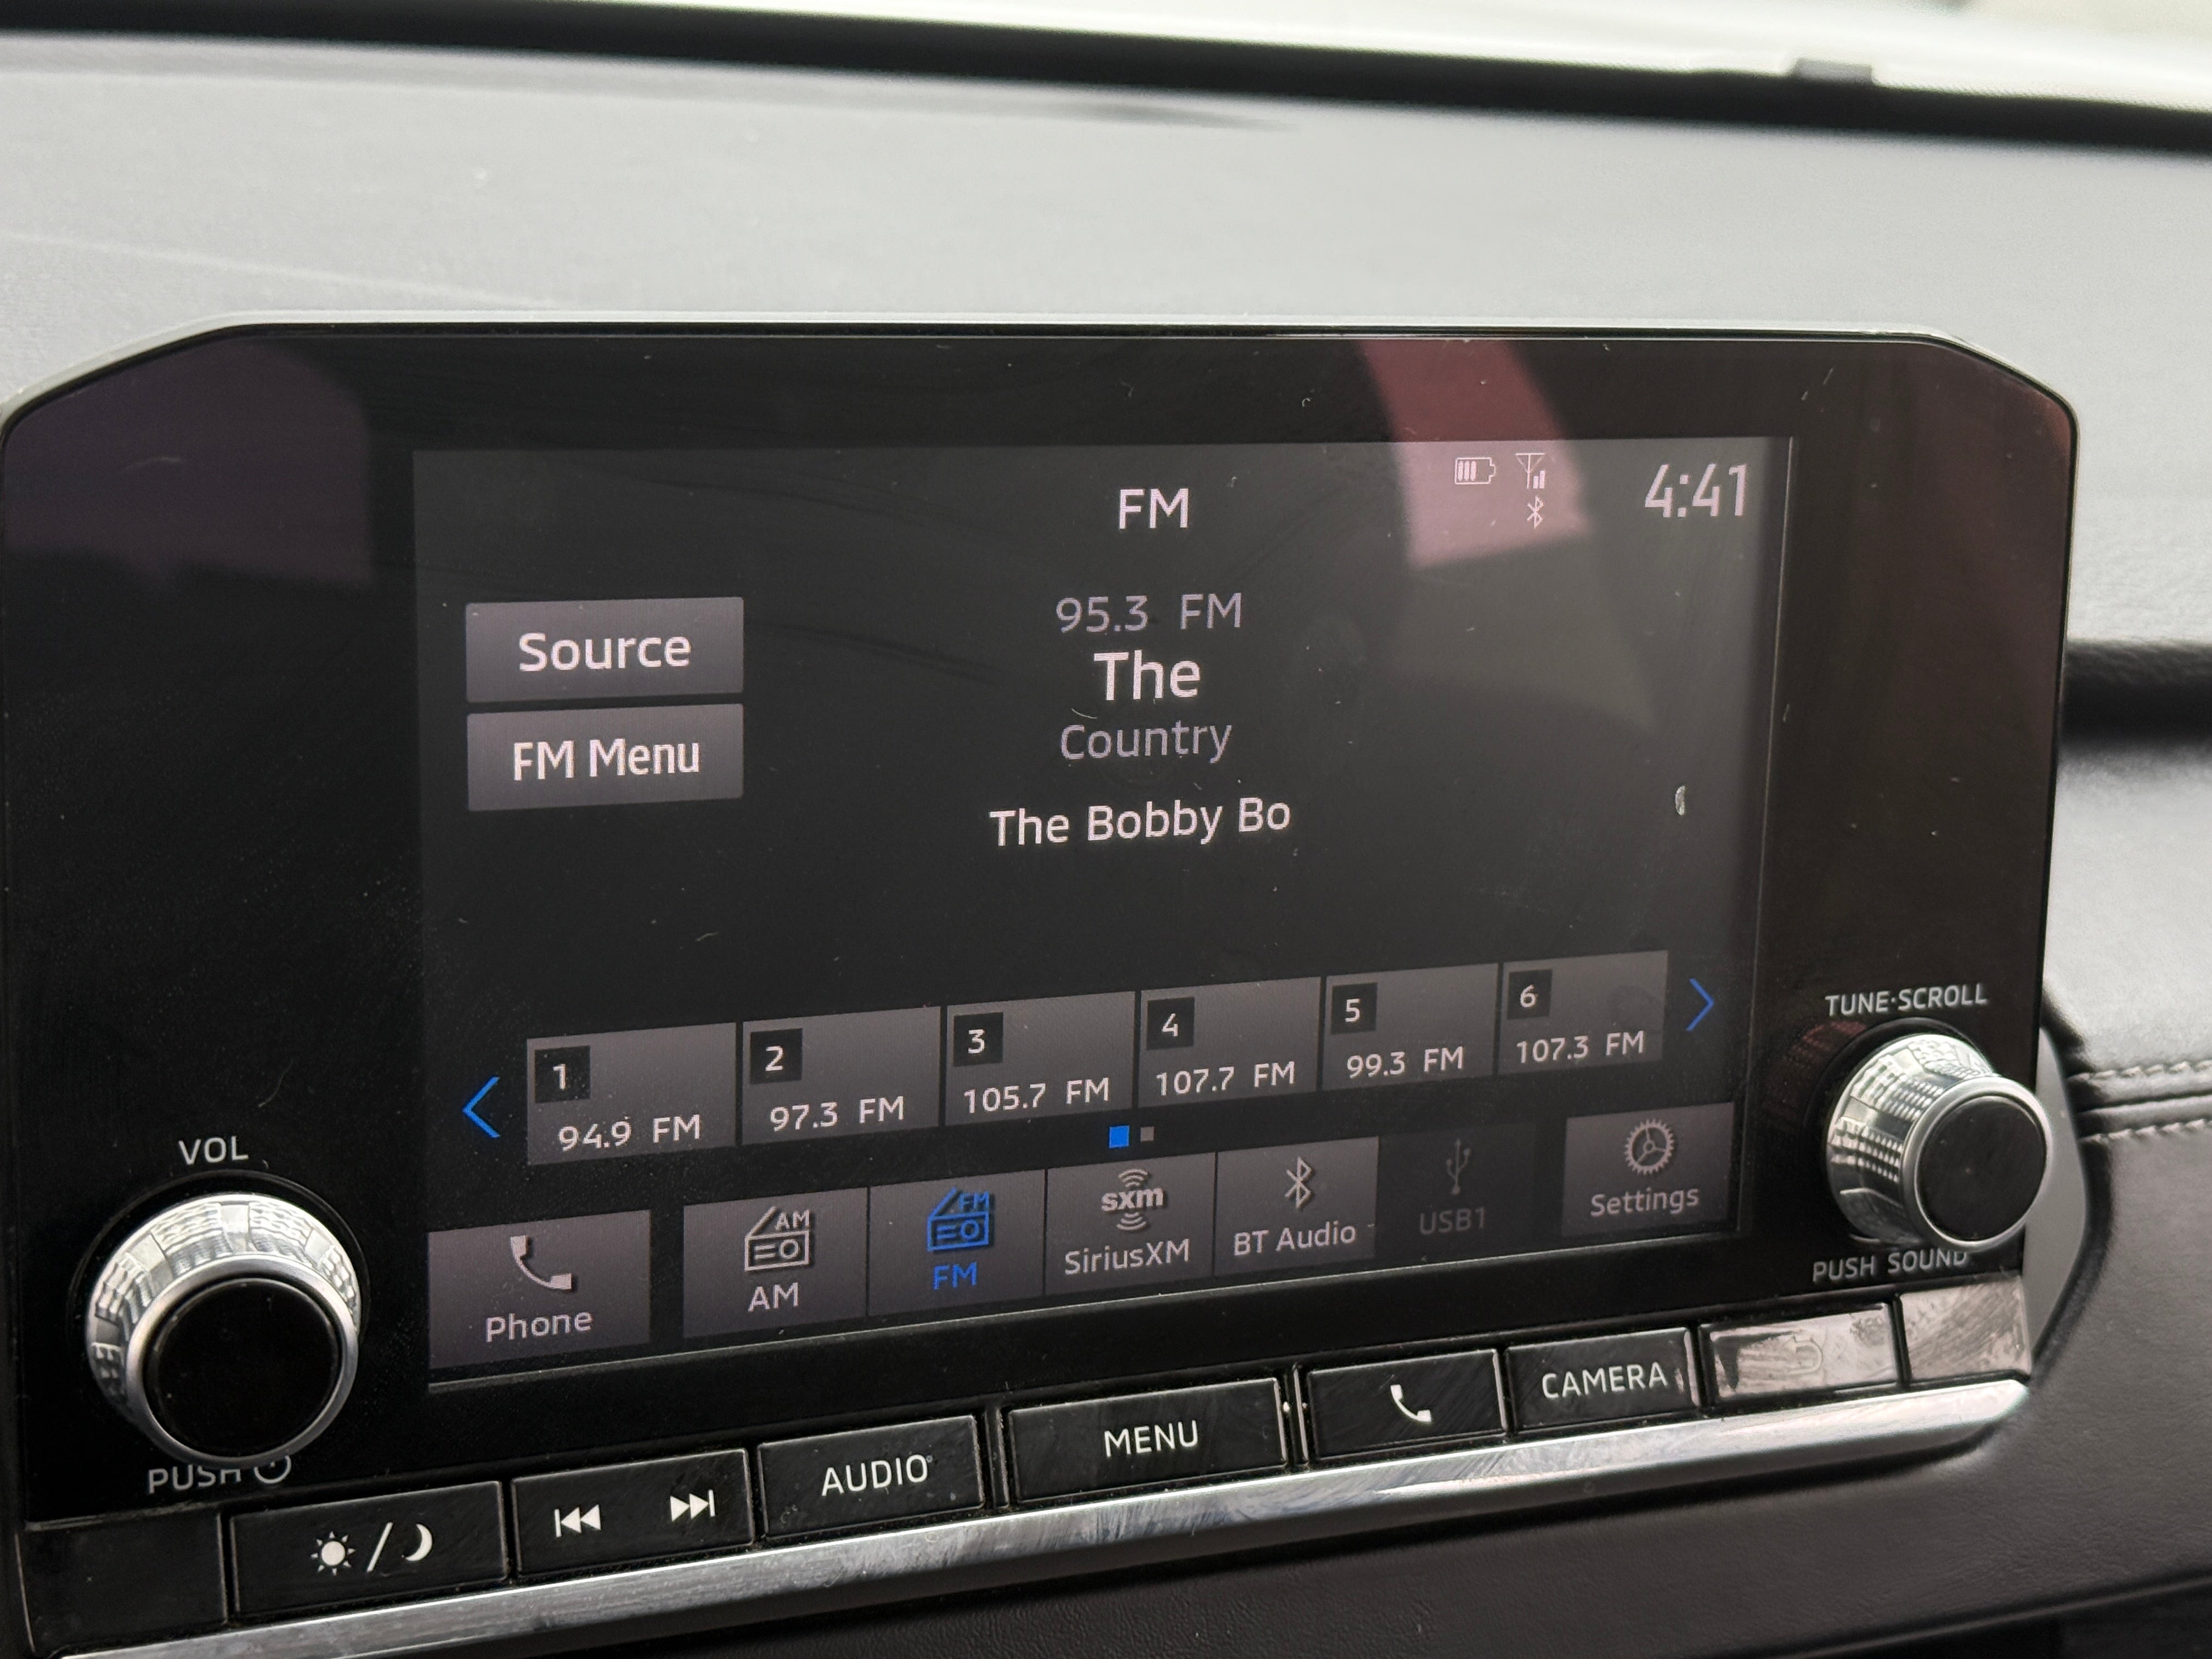 FM
4:41
Source
FM Menu
95.3 FM
The
Country
The Bobby Bo
1
94.9 FM
2
97.3 FM
3
105.7 FM
4
107.7 FM
5
99.3 FM
6
107.3 FM
Phone
AM
AM
FM
FM
sxm
SiriusXM
BT Audio
USB1
Settings
VOL
PUSH
TUNE·SCROLL
PUSH SOUND
AUDIO
MENU
CAMERA